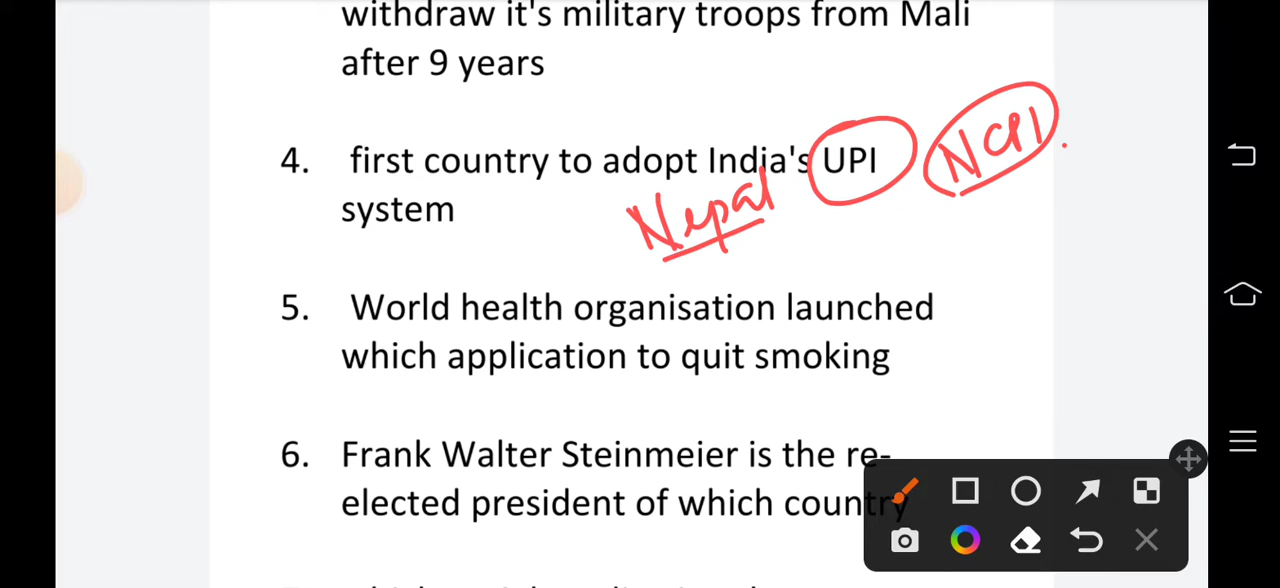 withdraw it's military troops from Mali
after 9 years
4. first country to adopt India's UPI NCPI
system Nepal
5. World health organisation launched
which application to quit smoking
6. Frank Walter Steinmeier is the re-
elected president of which country